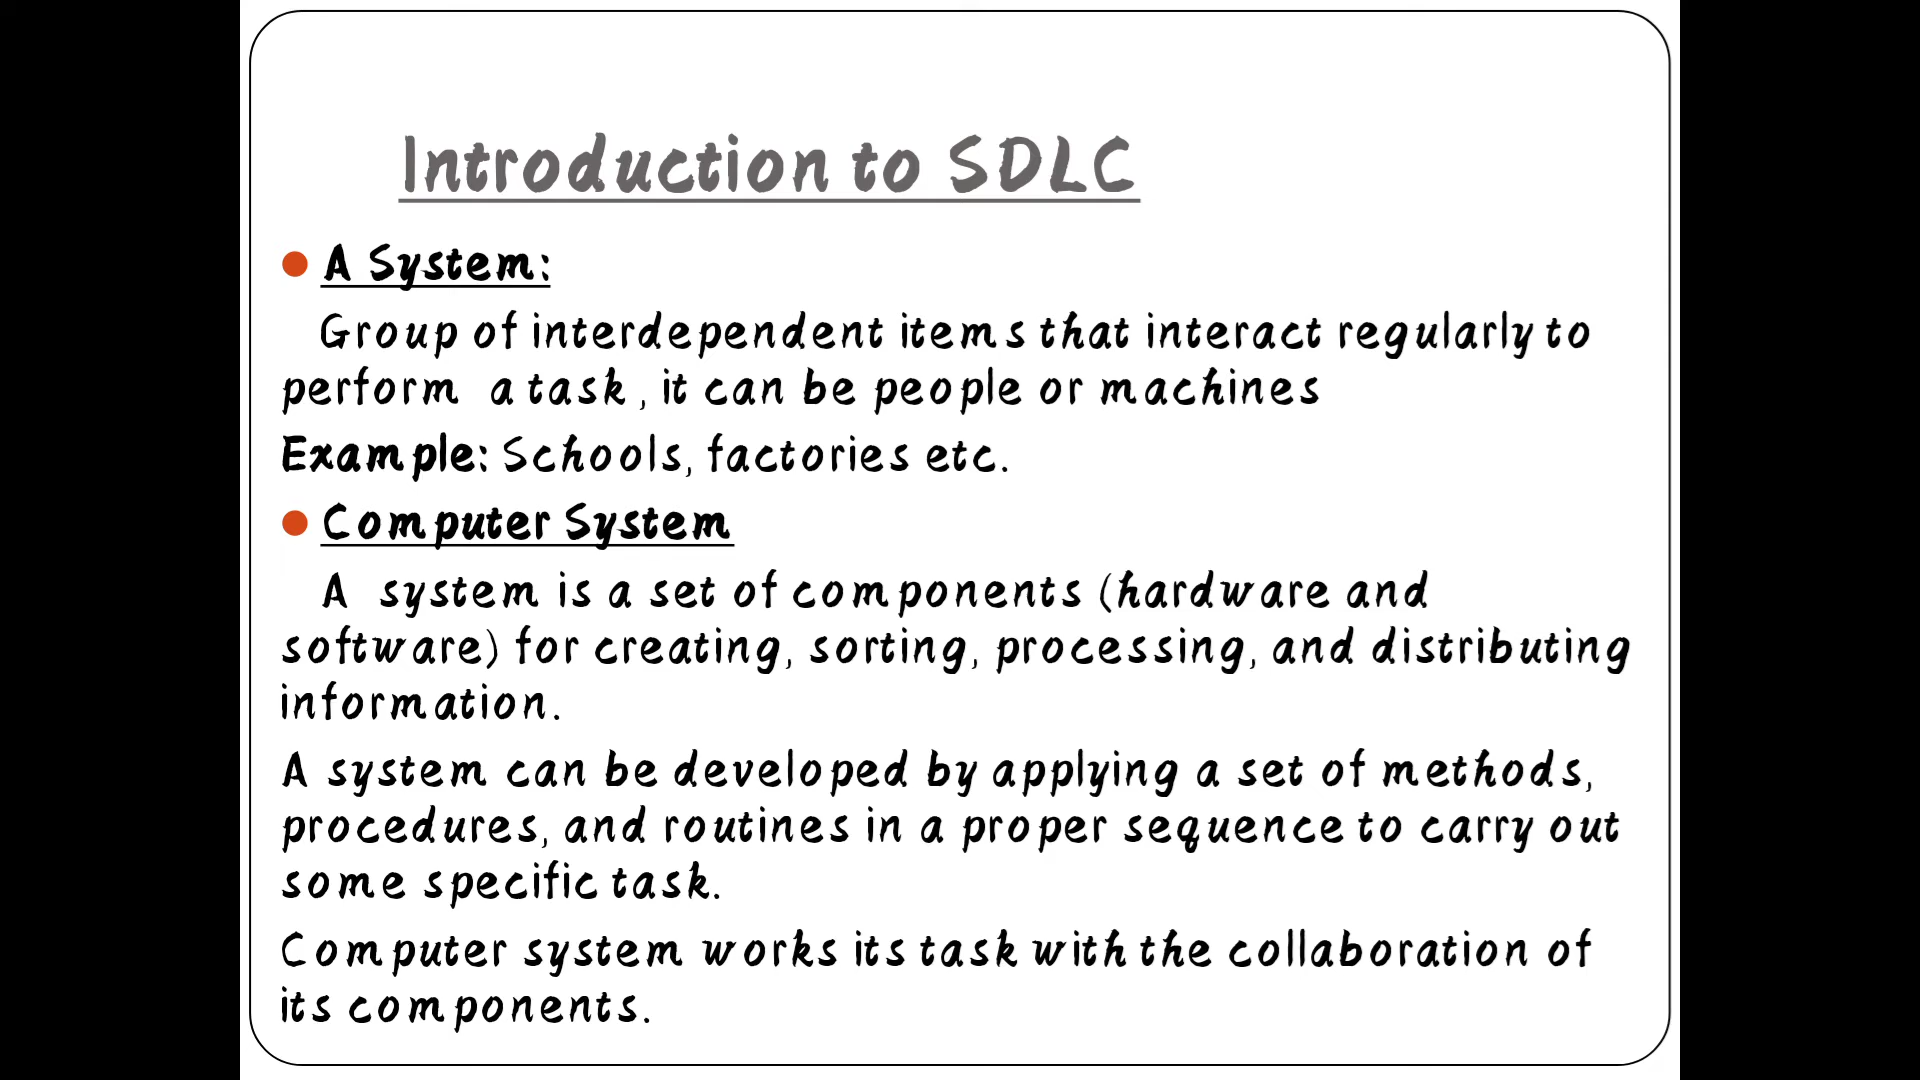 Introduction to SDLC
A System:
Group of interdependent items that interact regularly to
perform a task, it can be people or machines
Example: Schools, factories etc.
Computer System
A system is a set of components (hardware and
software) for creating, sorting, processing, and distributing
information.
A system can be developed by applying a set of methods,
procedures, and routines in a proper sequence to carry out
some specific task.
Computer system works its task with the collaboration of
its components.